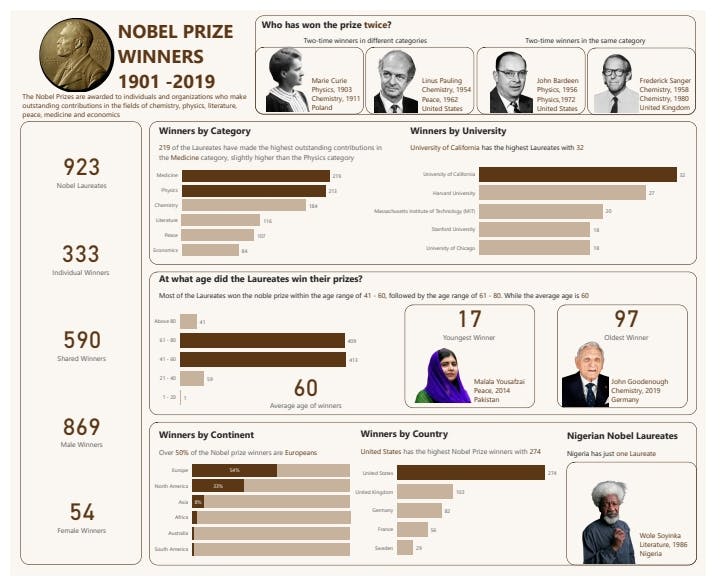 NOBEL PRIZE
WINNERS
1901 -2019
The Nobel Prizes are awarded to individuals and organizations who make
outstanding contributions in the fields of chemistry, physics, literature,
peace, medicine and economics
Who has won the prize twice?
Two-time winners in different categories
Two-time winners in the same category
Marie Curie
Physics, 1903
Chemistry, 1911
Poland
Linus Pauling
Chemistry, 1954
Peace, 1962
United States
John Bardeen
Physics, 1956
Physics,1972
United States
Frederick Sanger
Chemistry, 1958
Chemistry, 1980
United Kingdom
923
Nobel Laureates
333
Individual Winners
590
Shared Winners
869
Male Winners
54
Female Winners
Winners by Category
219 of the Laureates have made the highest outstanding contributions in
the Medicine category, slightly higher than the Physics category
Medicine 219
Physics 213
Chemistry 184
Literature 116
Peace 107
Economics 84
Winners by University
University of California has the highest Laureates with 32
University of California 32
Harvard University 27
Massachusetts Institute of Technology (MIT) 20
Stanford University 18
University of Chicago 18
At what age did the Laureates win their prizes?
Most of the Laureates won the noble prize within the age range of 41 - 60, followed by the age range of 61 - 80. While the average age is 60
Above 80 41
61 - 80 409
41 - 60 413
21 - 40 59
1 - 20 1
60
Average age of winners
17
Youngest Winner
Malala Yousafzai
Peace, 2014
Pakistan
97
Oldest Winner
John Goodenough
Chemistry, 2019
Germany
Winners by Continent
Over 50% of the Nobel prize winners are Europeans
Europe 54%
North America 33%
Asia 8%
Africa
Australia
South America
Winners by Country
United States has the highest Nobel Prize winners with 274
United States 274
United Kingdom 103
Germany 82
France 56
Sweden 29
Nigerian Nobel Laureates
Nigeria has just one Laureate
Wole Soyinka
Literature, 1986
Nigeria